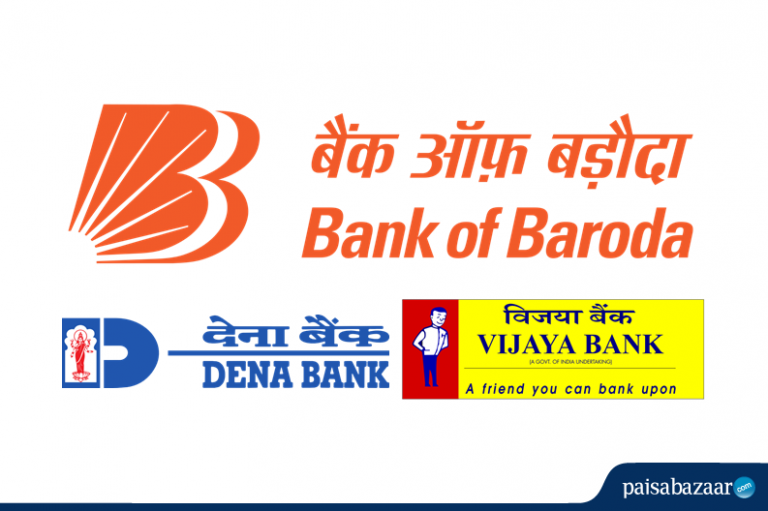 बैंक ऑफ़ बड़ौदा
Bank of Baroda
देना बैंक
DENA BANK
विजया बैंक
VIJAYA BANK
(A GOVT. OF INDIA UNDERTAKING)
A friend you can bank upon
paisabazaar.com